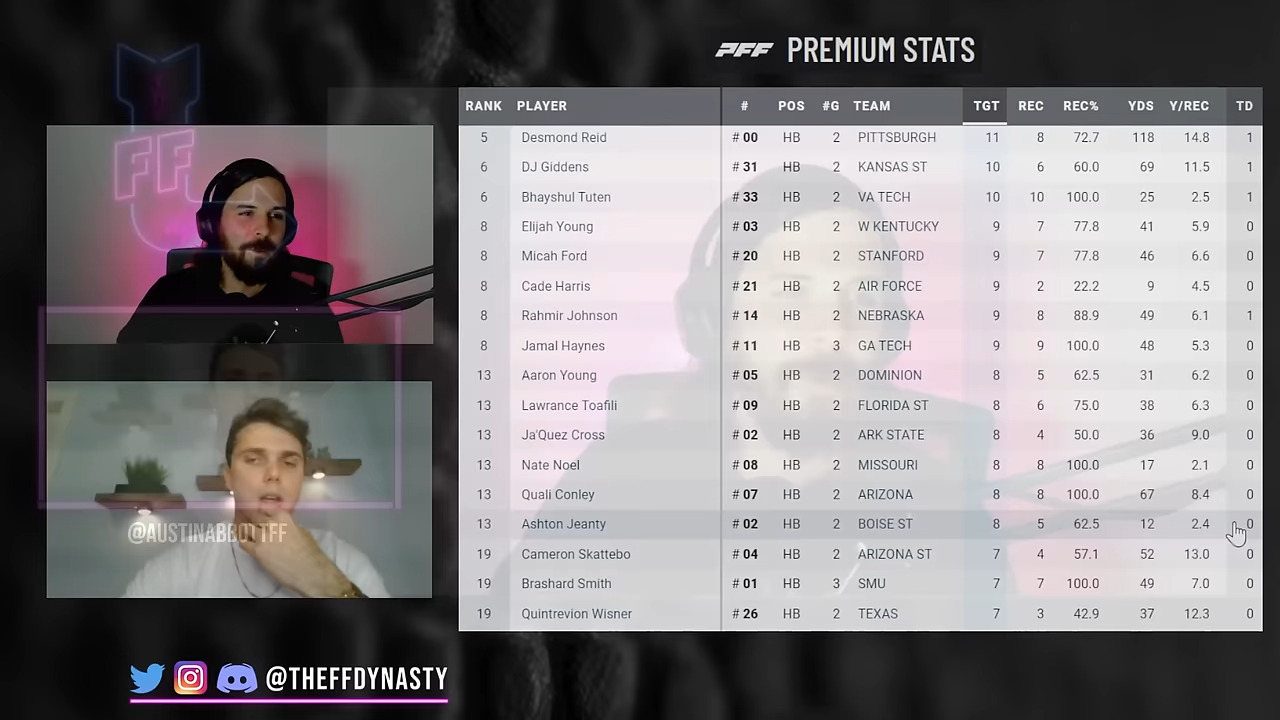 PFF PREMIUM STATS
RANK PLAYER # POS #G TEAM TGT REC REC% YDS Y/REC TD
5 Desmond Reid #00 HB 2 PITTSBURGH 11 8 72.7 118 14.8 1
6 DJ Giddens #31 HB 2 KANSAS ST 10 6 60.0 69 11.5 1
6 Bhayshul Tuten #33 HB 2 VA TECH 10 10 100.0 25 2.5 1
8 Elijah Young #03 HB 2 W KENTUCKY 9 7 77.8 41 5.9 0
8 Micah Ford #20 HB 2 STANFORD 9 7 77.8 46 6.6 0
8 Cade Harris #21 HB 2 AIR FORCE 9 2 22.2 9 4.5 0
8 Rahmir Johnson #14 HB 2 NEBRASKA 9 8 88.9 49 6.1 1
8 Jamal Haynes #11 HB 3 GA TECH 9 9 100.0 48 5.3 0
13 Aaron Young #05 HB 2 DOMINION 8 5 62.5 31 6.2 0
13 Lawrance Toafili #09 HB 2 FLORIDA ST 8 6 75.0 38 6.3 0
13 Ja'Quez Cross #02 HB 2 ARK STATE 8 4 50.0 36 9.0 0
13 Nate Noel #08 HB 2 MISSOURI 8 8 100.0 17 2.1 0
13 Quali Conley #07 HB 2 ARIZONA 8 8 100.0 67 8.4 0
13 Ashton Jeanty #02 HB 2 BOISE ST 8 5 62.5 12 2.4 0
19 Cameron Skattebo #04 HB 2 ARIZONA ST 7 4 57.1 52 13.0 0
19 Brashard Smith #01 HB 3 SMU 7 7 100.0 49 7.0 0
19 Quintrevion Wisner #26 HB 2 TEXAS 7 3 42.9 37 12.3 0
FF
@AUSTINABBOTTFF
@THEFFDYNASTY